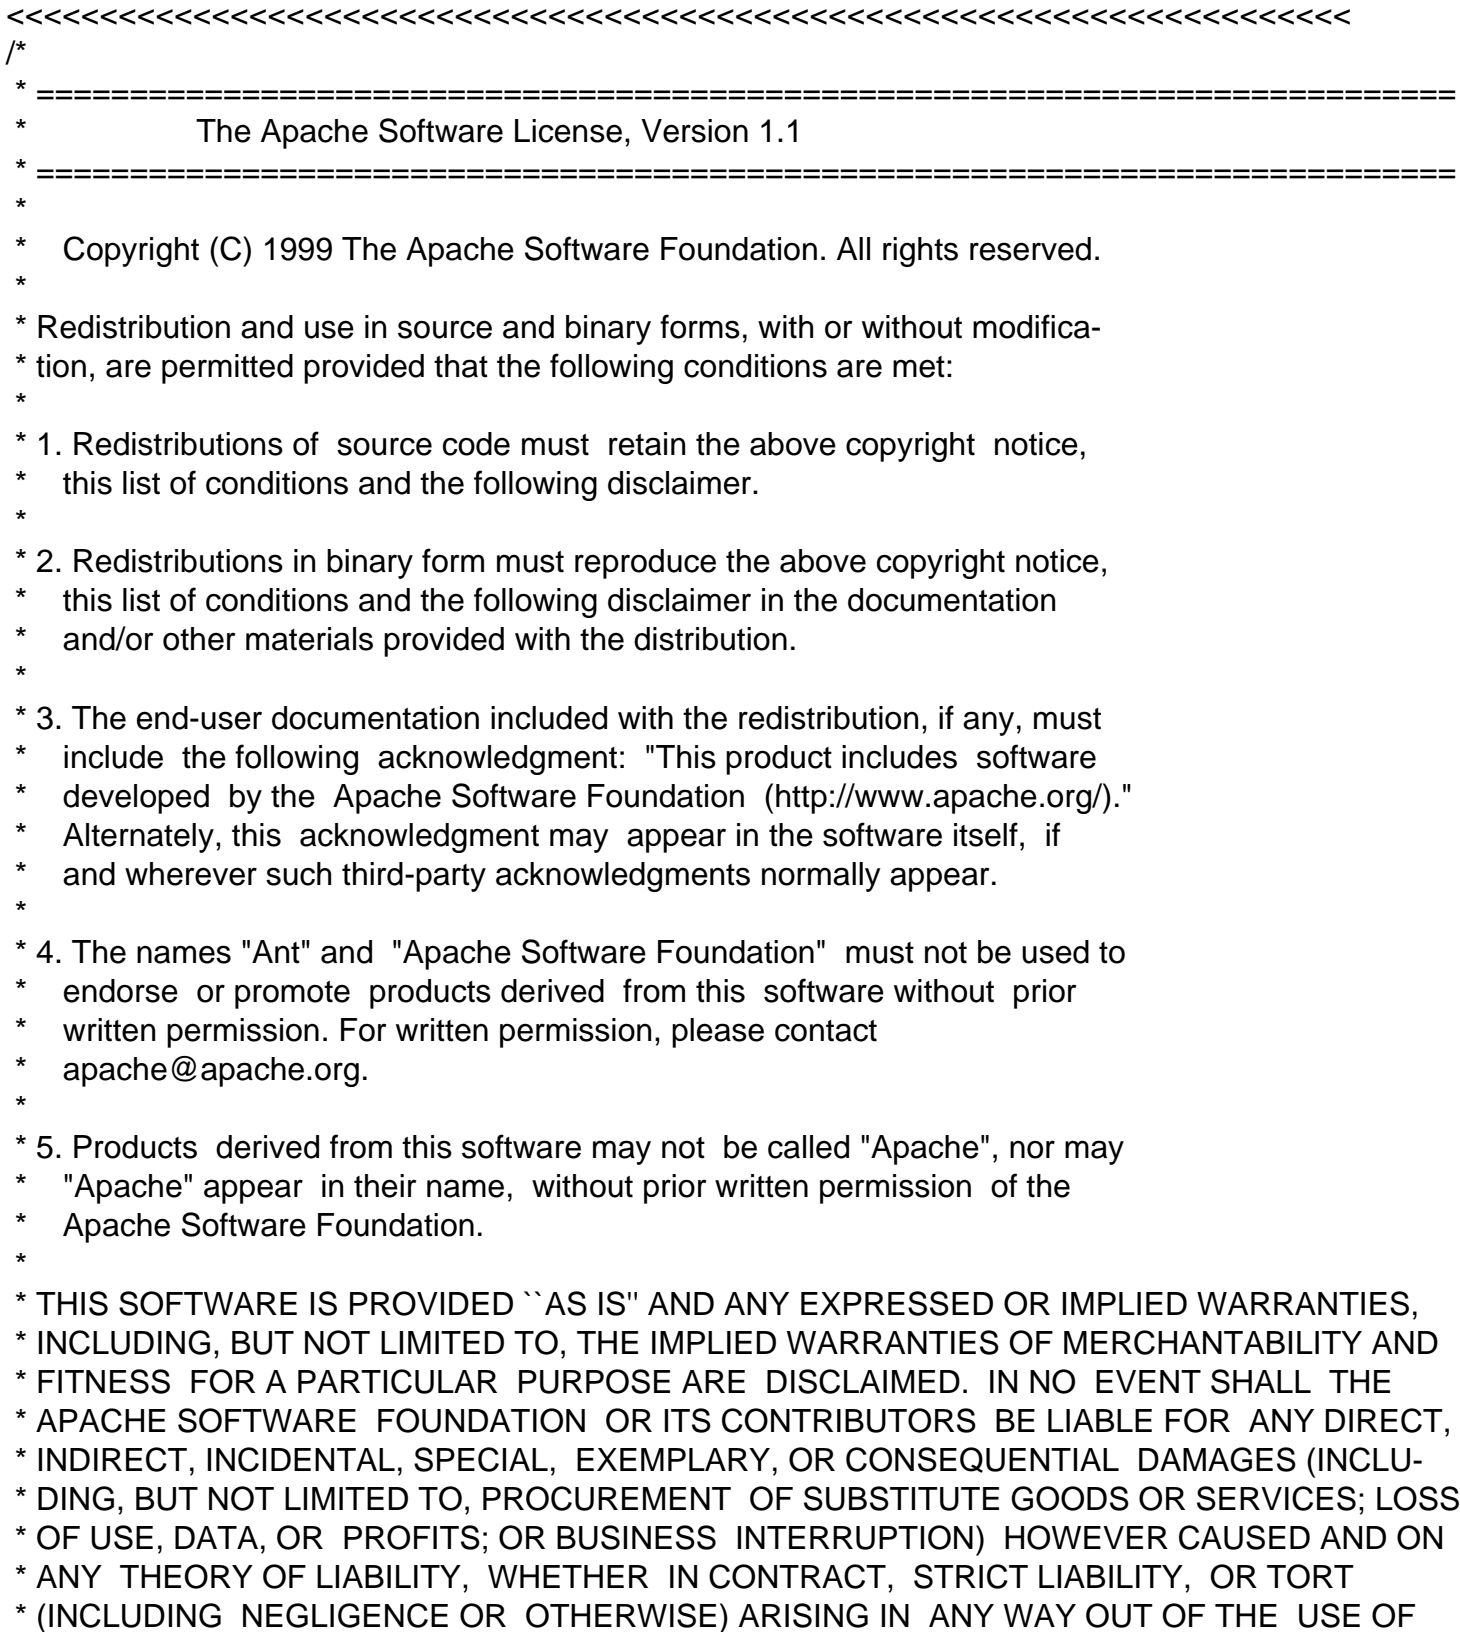 <<<<<<<<<<<<<<<<<<<<<<<<<<<<<<<<<<<<<<<<<<<<<<<<<<<<<<<<<<<<<<<<<<<<<<<<
/*
* ============================================================================
* The Apache Software License, Version 1.1
* ============================================================================
*
* Copyright (C) 1999 The Apache Software Foundation. All rights reserved.
*
* Redistribution and use in source and binary forms, with or without modifica-
* tion, are permitted provided that the following conditions are met:
*
* 1. Redistributions of  source code must  retain the above copyright  notice,
* this list of conditions and the following disclaimer.
*
* 2. Redistributions in binary form must reproduce the above copyright notice,
* this list of conditions and the following disclaimer in the documentation
* and/or other materials provided with the distribution.
*
* 3. The end-user documentation included with the redistribution, if any, must
* include  the following  acknowledgment:  "This product includes  software
* developed  by the  Apache Software Foundation  (http://www.apache.org/)."
* Alternately, this  acknowledgment may  appear in the software itself,  if
* and wherever such third-party acknowledgments normally appear.
*
* 4. The names "Ant" and  "Apache Software Foundation"  must not be used to
* endorse  or promote  products derived  from this  software without  prior
* written permission. For written permission, please contact
* apache@apache.org.
*
* 5. Products  derived from this software may not  be called "Apache", nor may
* "Apache" appear  in their name,  without prior written permission  of the
* Apache Software Foundation.
*
* THIS SOFTWARE IS PROVIDED ``AS IS'' AND ANY EXPRESSED OR IMPLIED WARRANTIES,
* INCLUDING, BUT NOT LIMITED TO, THE IMPLIED WARRANTIES OF MERCHANTABILITY AND
* FITNESS  FOR A PARTICULAR  PURPOSE ARE  DISCLAIMED.  IN NO  EVENT SHALL  THE
* APACHE SOFTWARE  FOUNDATION  OR ITS CONTRIBUTORS  BE LIABLE FOR  ANY DIRECT,
* INDIRECT, INCIDENTAL, SPECIAL,  EXEMPLARY, OR CONSEQUENTIAL  DAMAGES (INCLU-
* DING, BUT NOT LIMITED TO, PROCUREMENT  OF SUBSTITUTE GOODS OR SERVICES; LOSS
* OF USE, DATA, OR  PROFITS; OR BUSINESS  INTERRUPTION)  HOWEVER CAUSED AND ON
* ANY  THEORY OF LIABILITY,  WHETHER  IN CONTRACT,  STRICT LIABILITY,  OR TORT
* (INCLUDING  NEGLIGENCE OR  OTHERWISE) ARISING IN  ANY WAY OUT OF THE  USE OF